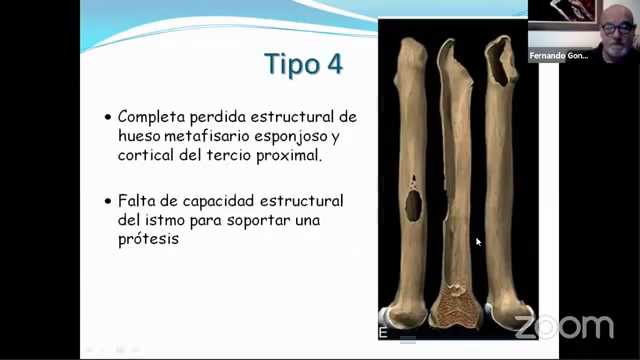 Tipo 4
• Completa perdida estructural de
hueso metafisario esponjoso y
cortical del tercio proximal.
• Falta de capacidad estructural
del istmo para soportar una
prótesis
E
Fernando Gon...
zoom